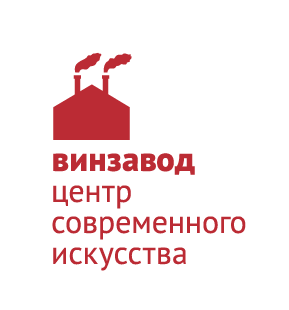 винзавод
центр
современного
искусства